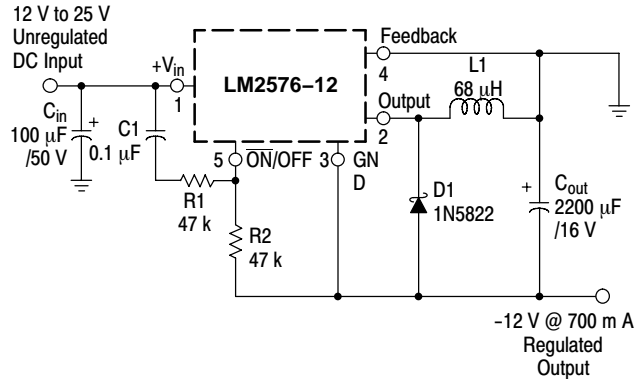 12 V to 25 V
Unregulated
DC Input
+Vin
1
LM2576–12
Feedback
4
Output
2
L1
68 μH
Cin
100 μF
/50 V
+
C1
0.1 μF
5
ON/OFF
3
GN
D
R1
47 k
R2
47 k
D1
1N5822
+
Cout
2200 μF
/16 V
–12 V @ 700 m A
Regulated
Output